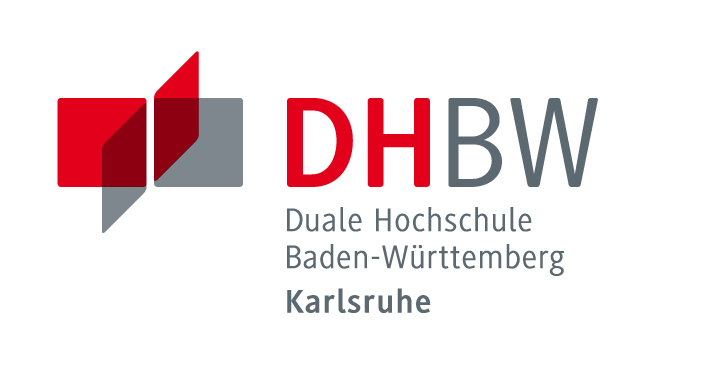 DHBW
Duale Hochschule
Baden-Württemberg
Karlsruhe